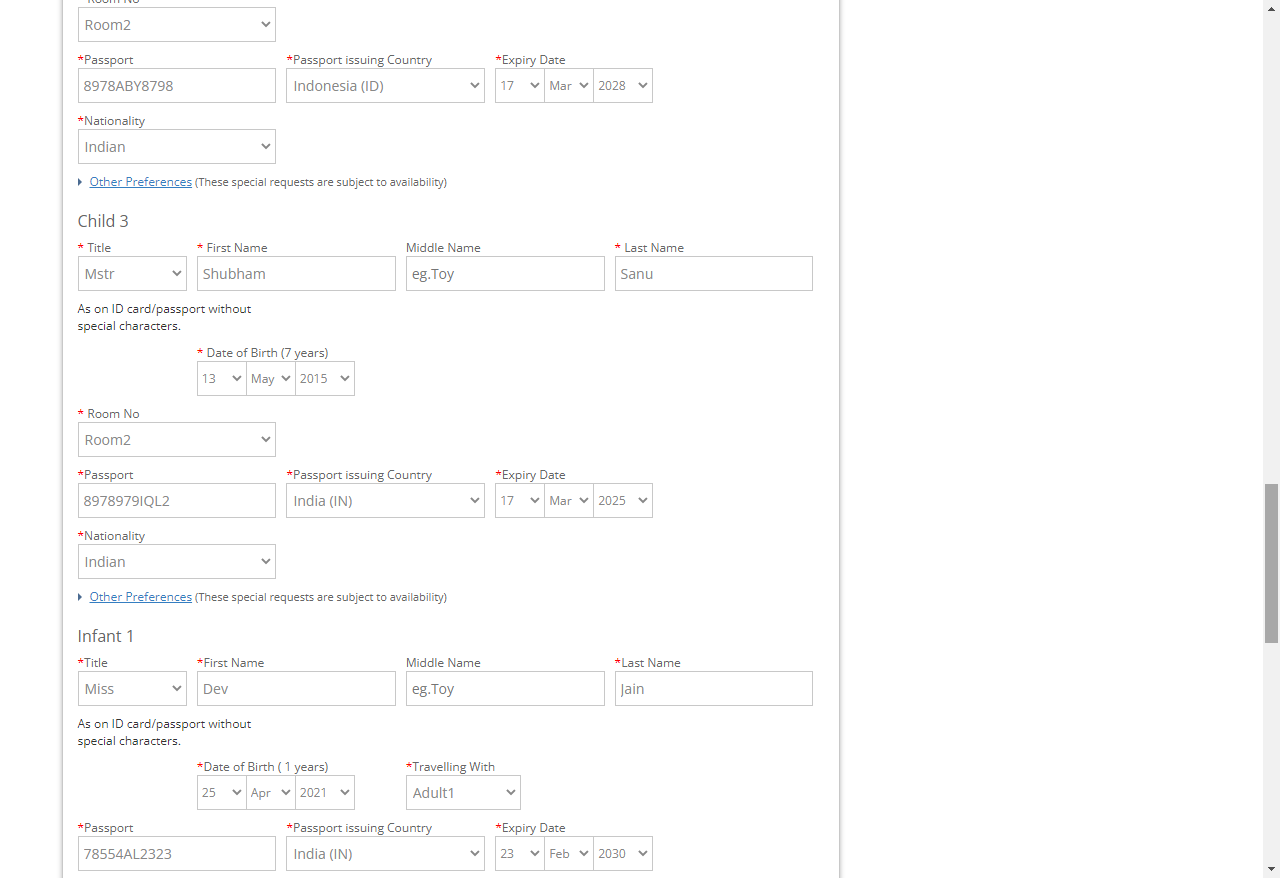 Room No
Room2
*Passport *Passport issuing Country *Expiry Date
8978ABY8798 Indonesia (ID) 17 Mar 2028
*Nationality
Indian
Other Preferences (These special requests are subject to availability)
Child 3
* Title * First Name Middle Name * Last Name
Mstr Shubham eg.Toy Sanu
As on ID card/passport without
special characters.
* Date of Birth (7 years)
13 May 2015
* Room No
Room2
*Passport *Passport issuing Country *Expiry Date
8978979IQL2 India (IN) 17 Mar 2025
*Nationality
Indian
Other Preferences (These special requests are subject to availability)
Infant 1
*Title *First Name Middle Name *Last Name
Miss Dev eg.Toy Jain
As on ID card/passport without
special characters.
*Date of Birth ( 1 years) *Travelling With
25 Apr 2021 Adult1
*Passport *Passport issuing Country *Expiry Date
78554AL2323 India (IN) 23 Feb 2030